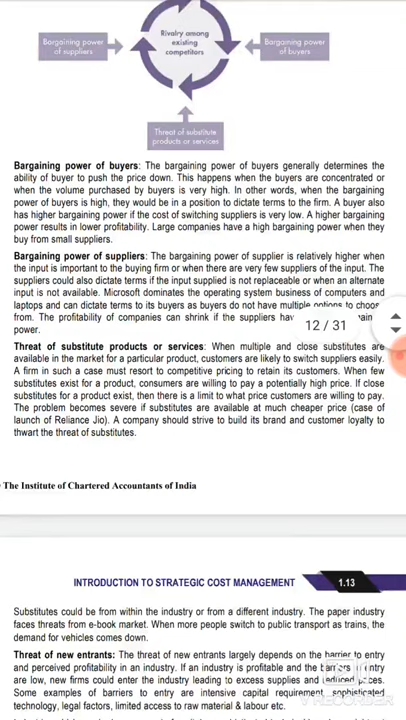 Rivalry among
existing
competitors
Bargaining power
of suppliers
Bargaining power
of buyers
Threat of substitute
products or services
Bargaining power of buyers: The bargaining power of buyers generally determines the
ability of buyer to push the price down. This happens when the buyers are concentrated or
when the volume purchased by buyers is very high. In other words, when the bargaining
power of buyers is high, they would be in a position to dictate terms to the firm. A buyer also
has higher bargaining power if the cost of switching suppliers is very low. A higher bargaining
power results in lower profitability. Large companies have a high bargaining power when they
buy from small suppliers.
Bargaining power of suppliers: The bargaining power of supplier is relatively higher when
the input is important to the buying firm or when there are very few suppliers of the input. The
suppliers could also dictate terms if the input supplied is not replaceable or when an alternate
input is not available. Microsoft dominates the operating system business of computers and
laptops and can dictate terms to its buyers as buyers do not have multiple options to choose
from. The profitability of companies can shrink if the suppliers
power.
12 / 31
Threat of substitute products or services: When multiple and close substitutes are
available in the market for a particular product, customers are likely to switch suppliers easily.
A firm in such a case must resort to competitive pricing to retain its customers. When few
substitutes exist for a product, consumers are willing to pay a potentially high price. If close
substitutes for a product exist, then there is a limit to what price customers are willing to pay.
The problem becomes severe if substitutes are available at much cheaper price (case of
launch of Reliance Jio). A company should strive to build its brand and customer loyalty to
thwart the threat of substitutes.
The Institute of Chartered Accountants of India
INTRODUCTION TO STRATEGIC COST MANAGEMENT 1.13
Substitutes could be from within the industry or from a different industry. The paper industry
faces threats from e-book market. When more people switch to public transport as trains, the
demand for vehicles comes down.
Threat of new entrants: The threat of new entrants largely depends on the barrier to entry
and perceived profitability in an industry. If an industry is profitable and the barriers to entry
are low, new firms could enter the industry leading to excess supplies and reduced prices.
Some examples of barriers to entry are intensive capital requirement, sophisticated
technology, legal factors, limited access to raw material & labour etc.